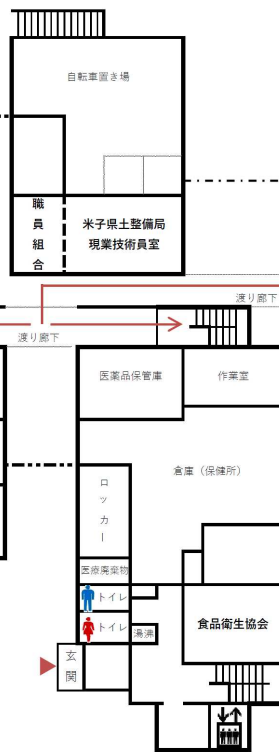 自転車置き場
職員組合
米子県土整備局
現業技術員室
渡り廊下
渡り廊下
医薬品保管庫
作業室
倉庫（保健所）
ロッカー
医療廃棄物
トイレ
トイレ
湯沸
食品衛生協会
玄関